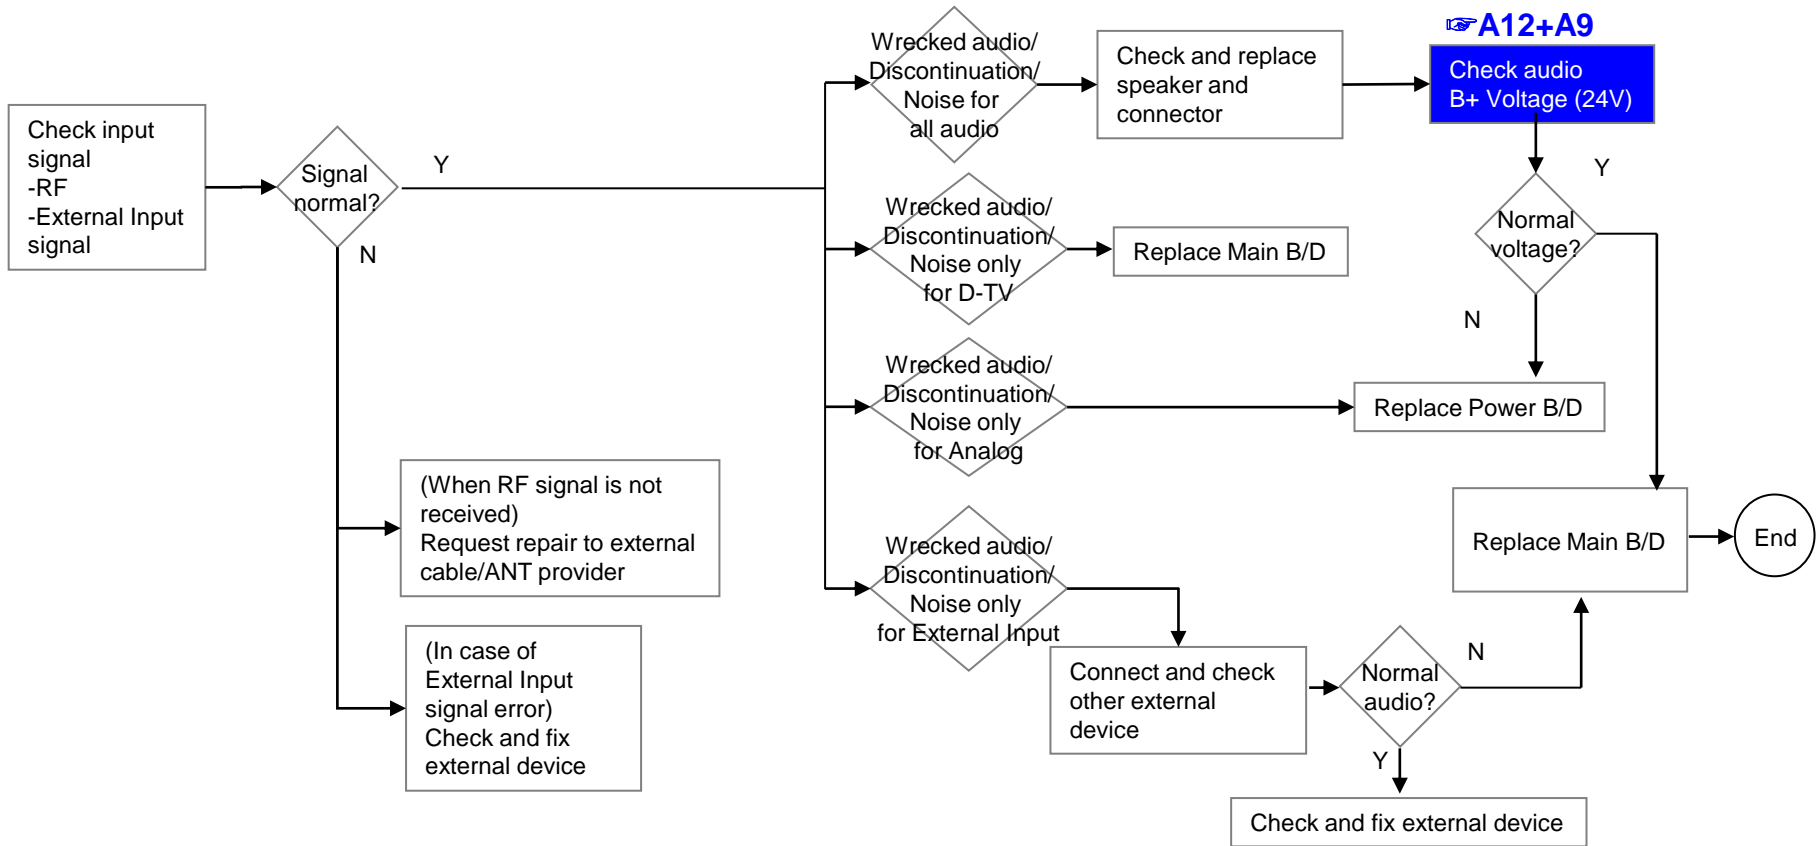 Check input
signal
-RF
-External Input
signal
Signal
normal?
Y
N
(When RF signal is not
received)
Request repair to external
cable/ANT provider
(In case of
External Input
signal error)
Check and fix
external device
Wrecked audio/
Discontinuation/
Noise for
all audio
Check and replace
speaker and
connector
☞A12+A9
Check audio
B+ Voltage (24V)
Y
Normal
voltage?
N
Wrecked audio/
Discontinuation/
Noise only
for D-TV
Replace Main B/D
Wrecked audio/
Discontinuation/
Noise only
for Analog
Replace Power B/D
Wrecked audio/
Discontinuation/
Noise only
for External Input
Connect and check
other external
device
Normal
audio?
N
Y
Replace Main B/D
End
Check and fix external device